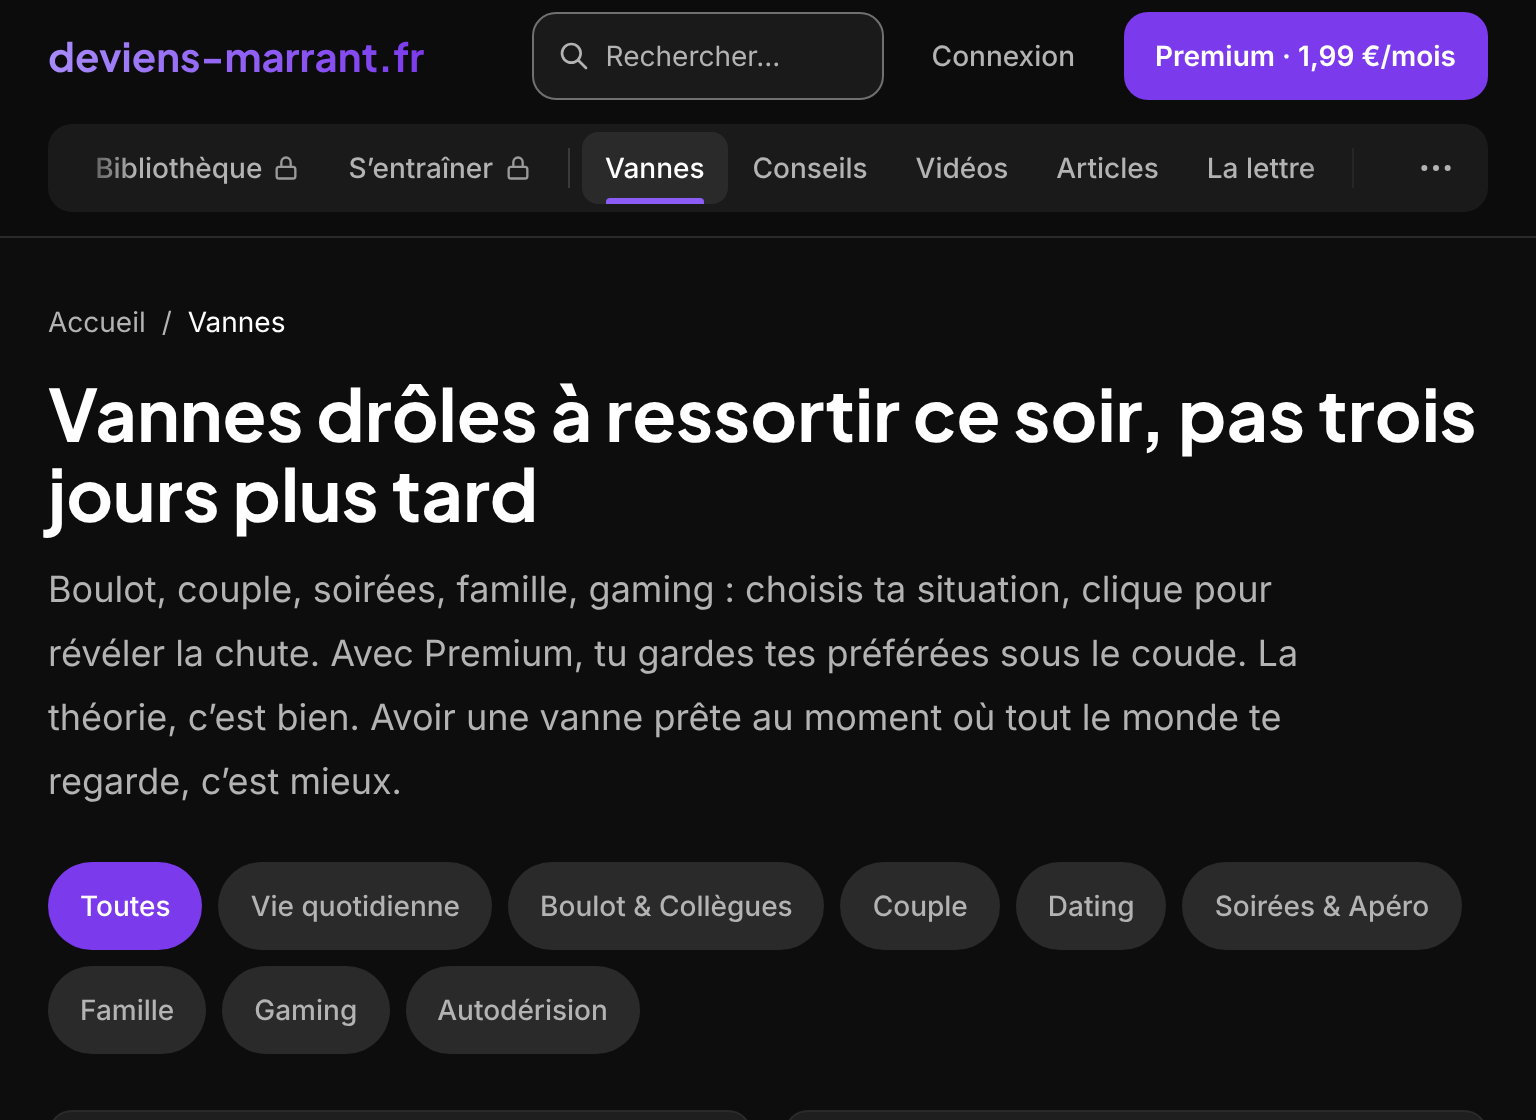 deviens-marrant.fr
Rechercher...
Connexion
Premium · 1,99 €/mois
Bibliothèque
S’entraîner
Vannes
Conseils
Vidéos
Articles
La lettre
Accueil / Vannes
Vannes drôles à ressortir ce soir, pas trois
jours plus tard
Boulot, couple, soirées, famille, gaming : choisis ta situation, clique pour
révéler la chute. Avec Premium, tu gardes tes préférées sous le coude. La
théorie, c’est bien. Avoir une vanne prête au moment où tout le monde te
regarde, c’est mieux.
Toutes
Vie quotidienne
Boulot & Collègues
Couple
Dating
Soirées & Apéro
Famille
Gaming
Autodérision